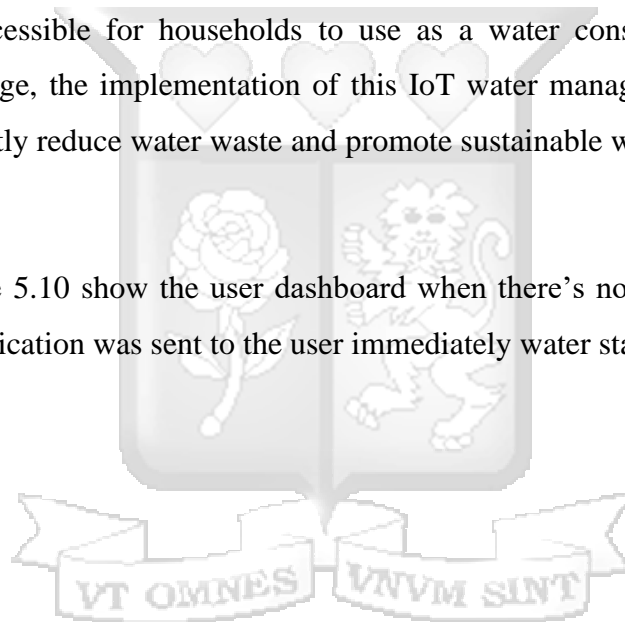 cessible for households to use as a water cons
ge, the implementation of this IoT water manag
tly reduce water waste and promote sustainable w
5.10 show the user dashboard when there’s no
ication was sent to the user immediately water sta
VT OMNES VNVM SINT